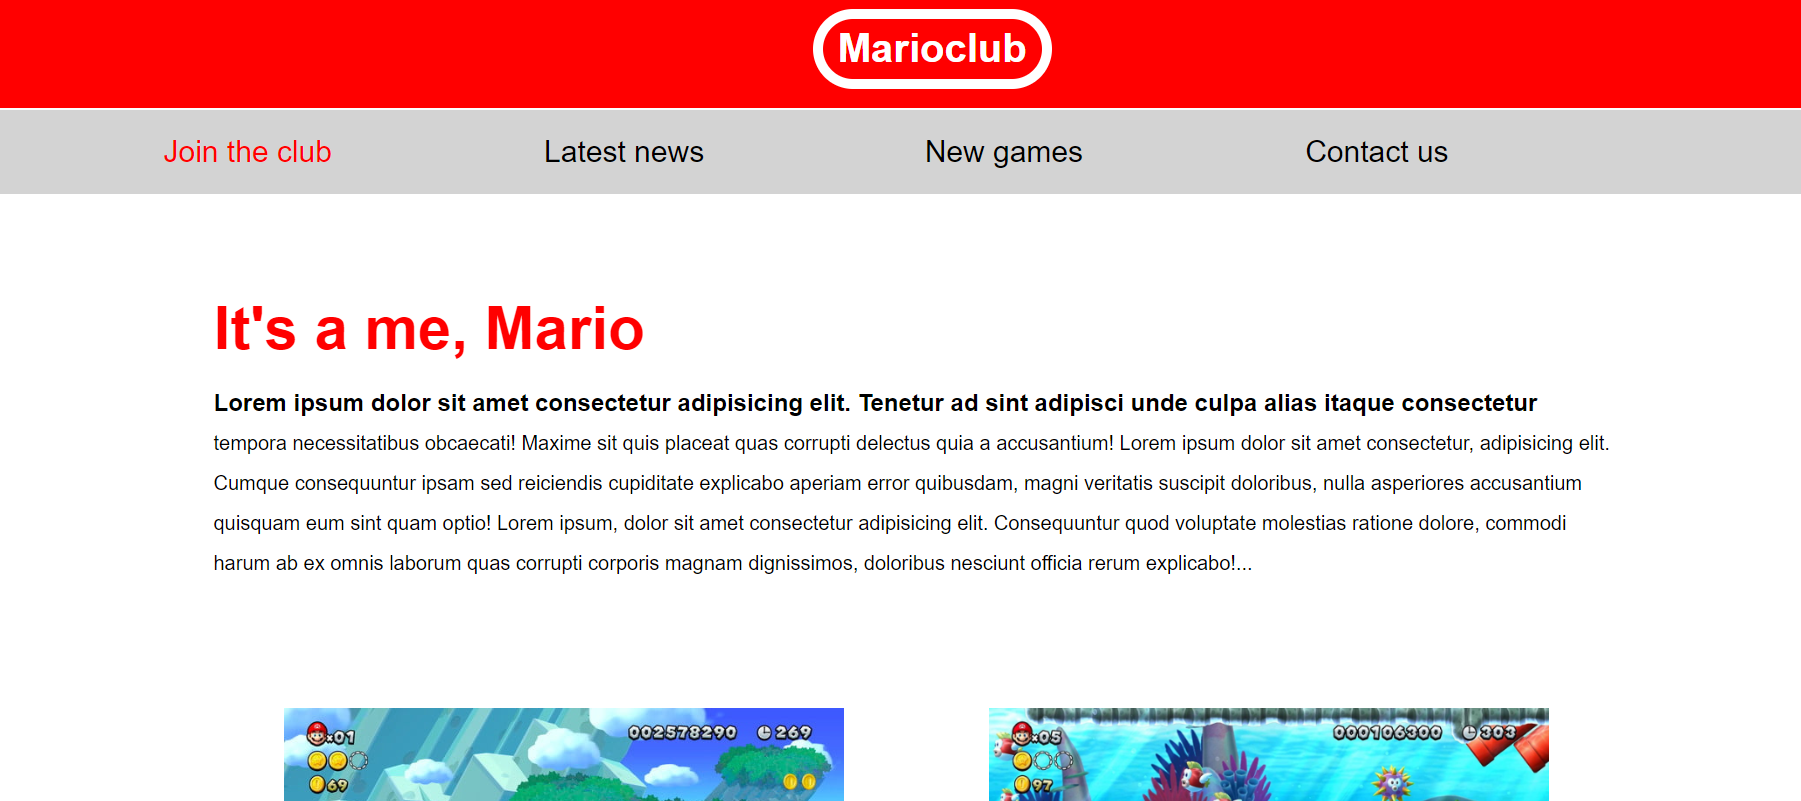 Marioclub
Join the club
Latest news
New games
Contact us
It's a me, Mario
Lorem ipsum dolor sit amet consectetur adipisicing elit. Tenetur ad sint adipisci unde culpa alias itaque consectetur
tempora necessitatibus obcaecati! Maxime sit quis placeat quas corrupti delectus quia a accusantium! Lorem ipsum dolor sit amet consectetur, adipisicing elit.
Cumque consequuntur ipsam sed reiciendis cupiditate explicabo aperiam error quibusdam, magni veritatis suscipit doloribus, nulla asperiores accusantium
quisquam eum sint quam optio! Lorem ipsum, dolor sit amet consectetur adipisicing elit. Consequuntur quod voluptate molestias ratione dolore, commodi
harum ab ex omnis laborum quas corrupti corporis magnam dignissimos, doloribus nesciunt officia rerum explicabo!...
x01
002578290
269
69
x05
000106300
303
97